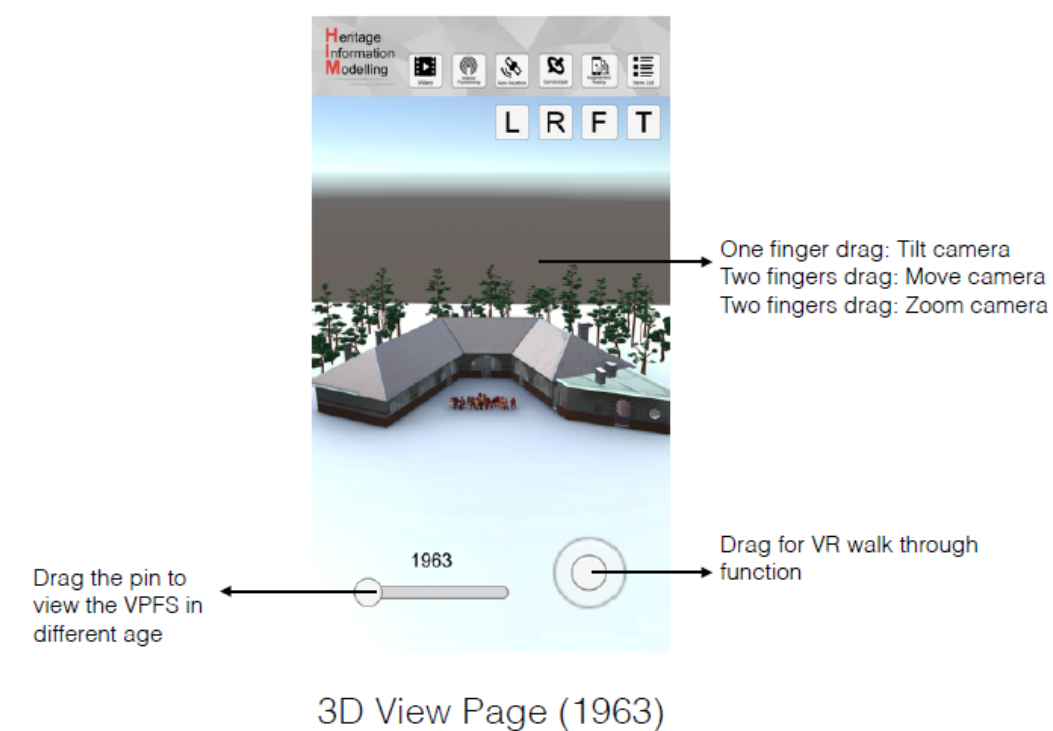 Heritage
Information
Modelling
Video
L R F T
One finger drag: Tilt camera
Two fingers drag: Move camera
Two fingers drag: Zoom camera
1963
Drag for VR walk through
function
Drag the pin to
view the VPFS in
different age
3D View Page (1963)